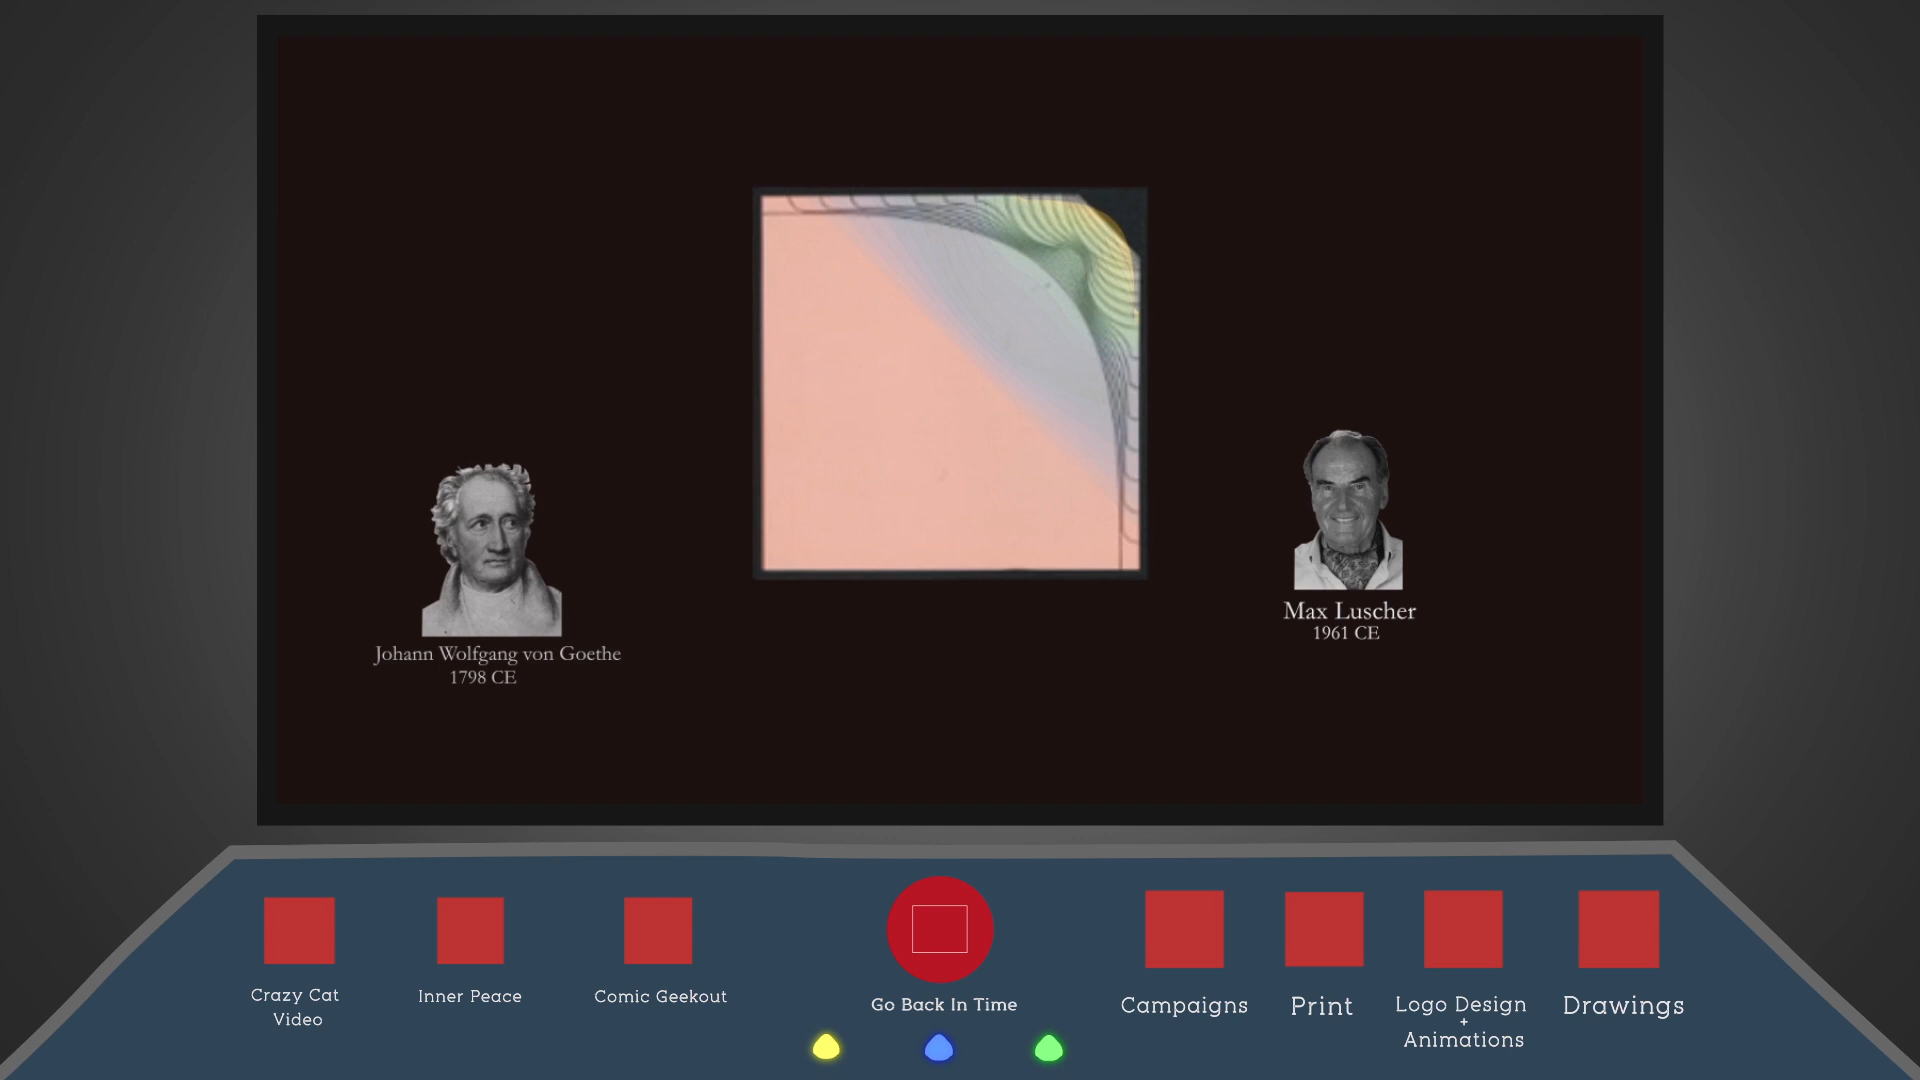 Johann Wolfgang von Goethe
1798 CE
Max Luscher
1961 CE
Crazy Cat
Video
Inner Peace
Comic Geekout
Go Back In Time
Campaigns
Print
Logo Design
+
Animations
Drawings